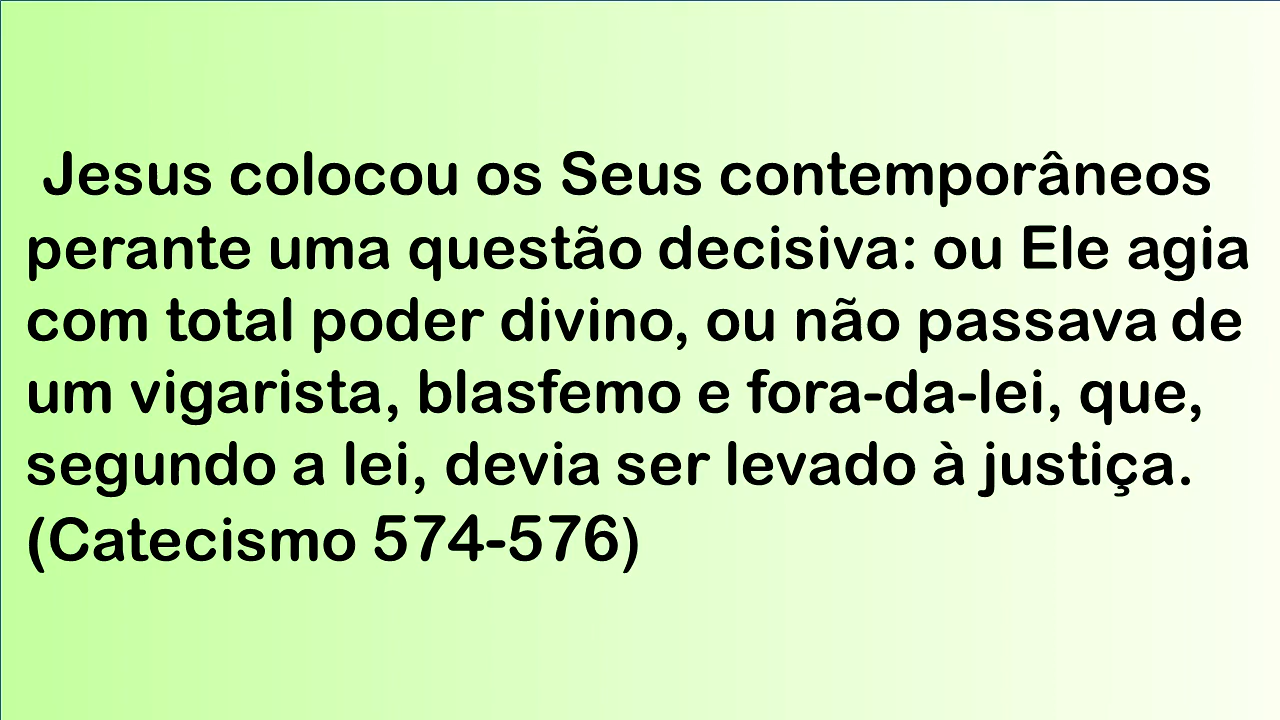 Jesus colocou os Seus contemporâneos
perante uma questão decisiva: ou Ele agia
com total poder divino, ou não passava de
um vigarista, blasfemo e fora-da-lei, que,
segundo a lei, devia ser levado à justiça.
(Catecismo 574-576)